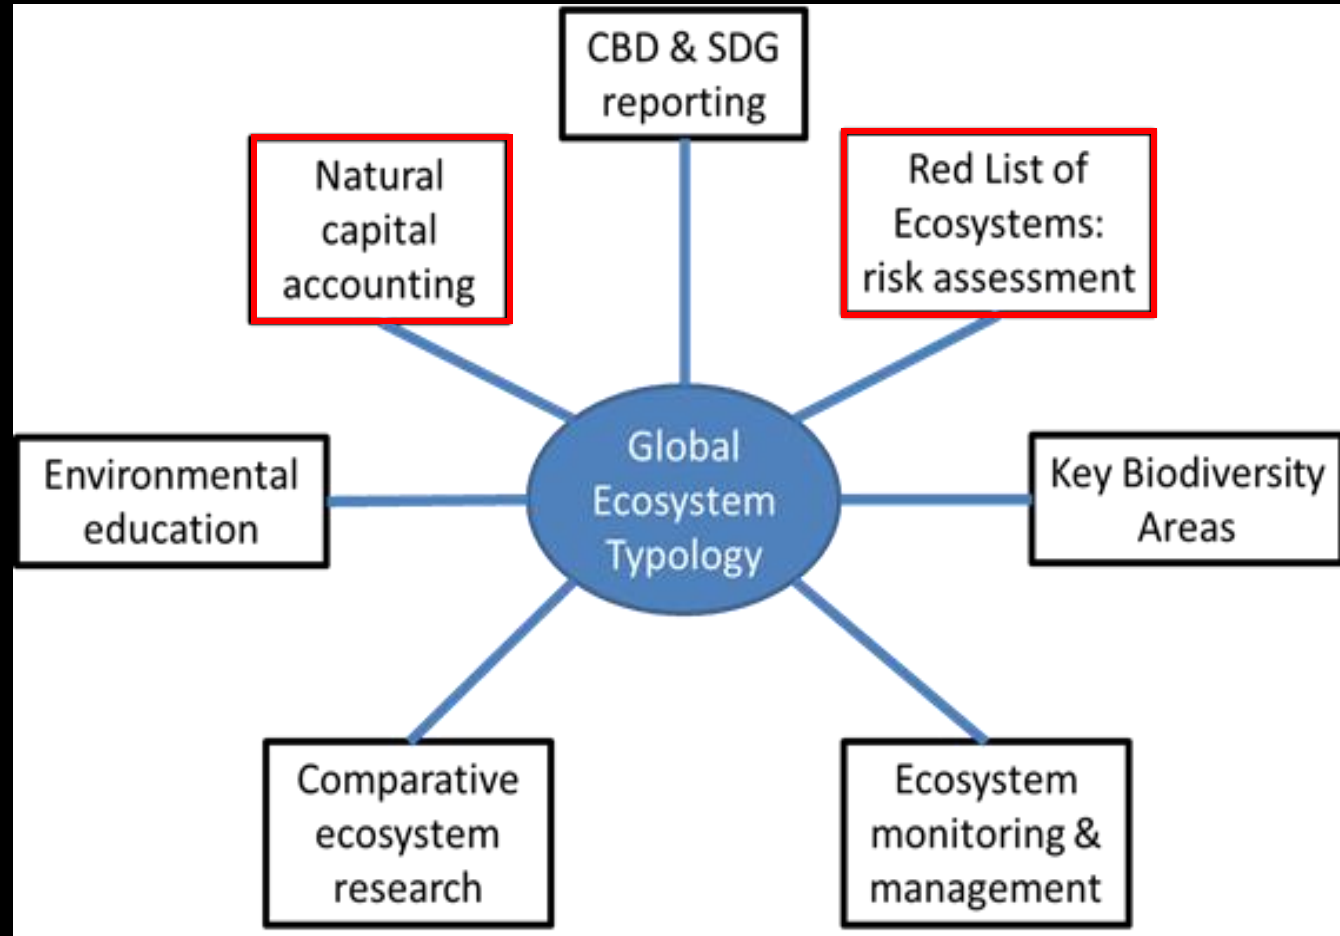 CBD & SDG
reporting
Natural
capital
accounting
Red List of
Ecosystems:
risk assessment
Global
Ecosystem
Typology
Environmental
education
Key Biodiversity
Areas
Comparative
ecosystem
research
Ecosystem
monitoring &
management